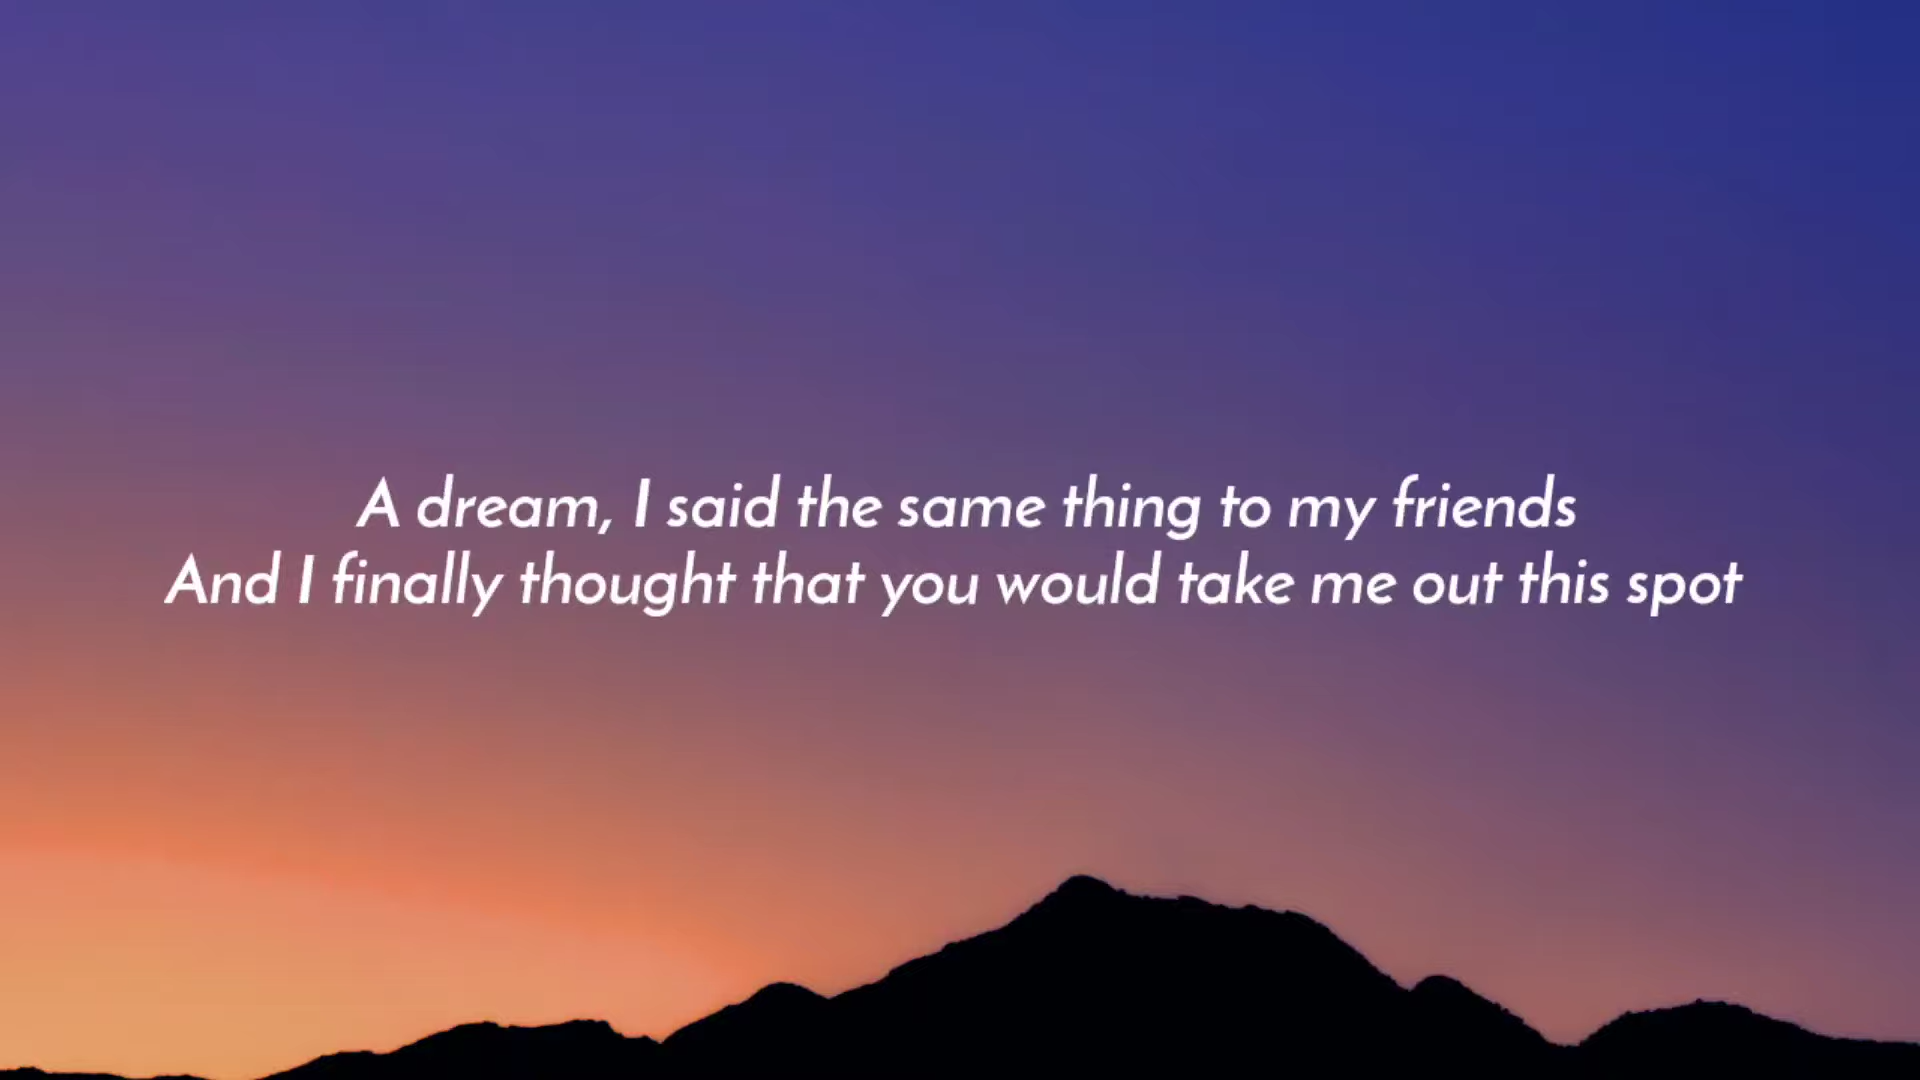 A dream, I said the same thing to my friends
And I finally thought that you would take me out this spot